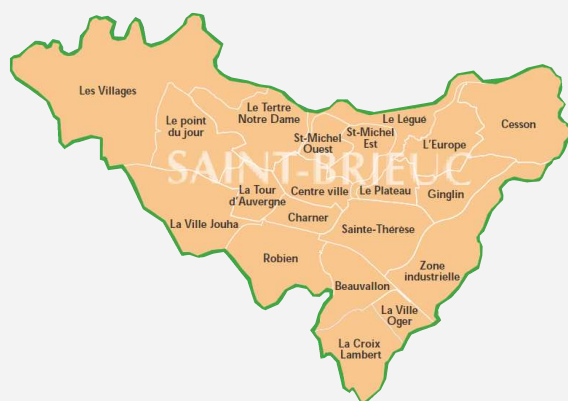 Les Villages
Le point
du jour
Le Tertre
Notre Dame
St-Michel
Ouest
St-Michel
Est
Le Légué
L'Europe
Cesson
SAINT-BRIEUC
La Tour
d'Auvergne
Centre ville
Le Plateau
Ginglin
La Ville Jouha
Charner
Sainte-Thérèse
Robien
Zone
industrielle
Beauvallon
La Ville
Oger
La Croix
Lambert